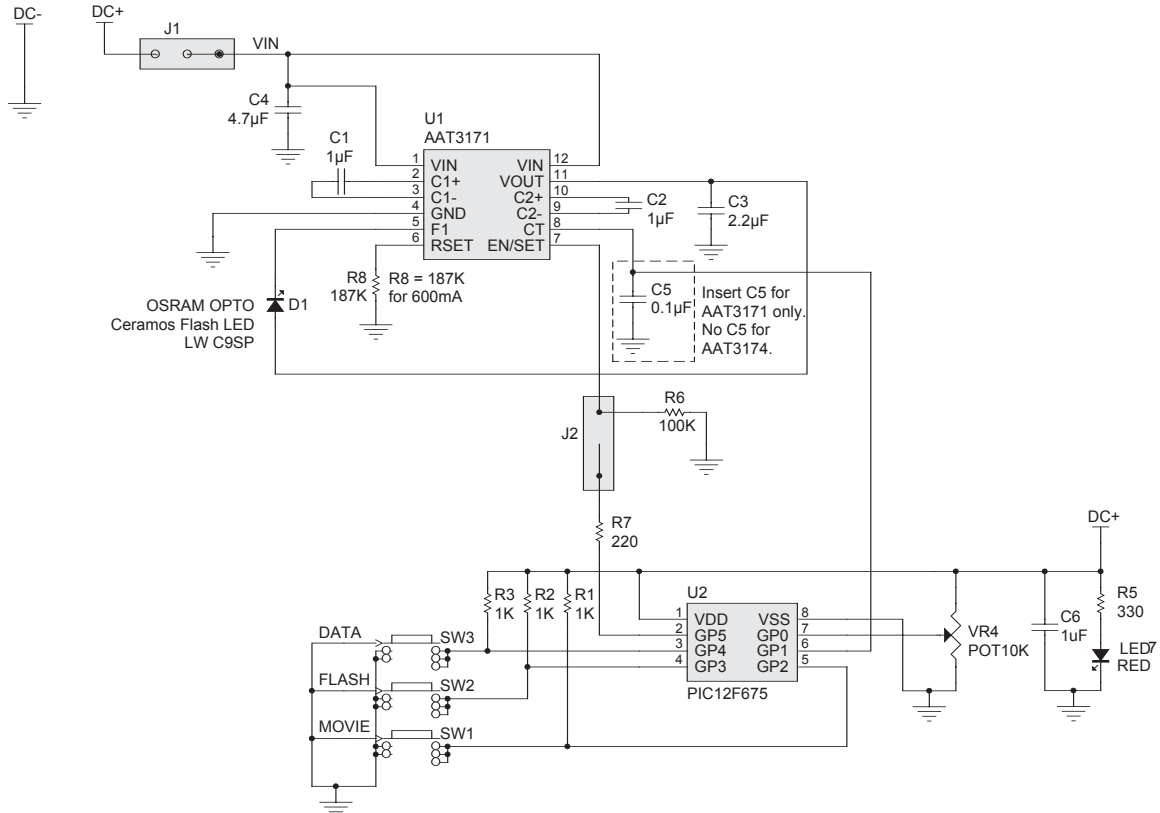 DC-
DC+
J1
VIN
C4
4.7µF
C1
1µF
U1
AAT3171
1
2
3
4
5
6
VIN
C1+
C1-
GND
F1
RSET
VIN
VOUT
C2+
C2-
CT
EN/SET
12
11
10
9
8
7
C2
1µF
C3
2.2µF
R8
187K
R8 = 187K
for 600mA
D1
OSRAM OPTO
Ceramos Flash LED
LW C9SP
C5
0.1µF
Insert C5 for
AAT3171 only.
No C5 for
AAT3174.
R6
100K
J2
R7
220
DC+
R3
1K
R2
1K
R1
1K
U2
1
2
3
4
VDD
GP5
GP4
GP3
VSS
GP0
GP1
GP2
8
7
6
5
PIC12F675
VR4
POT10K
C6
1uF
R5
330
LED7
RED
DATA
SW3
FLASH
SW2
MOVIE
SW1